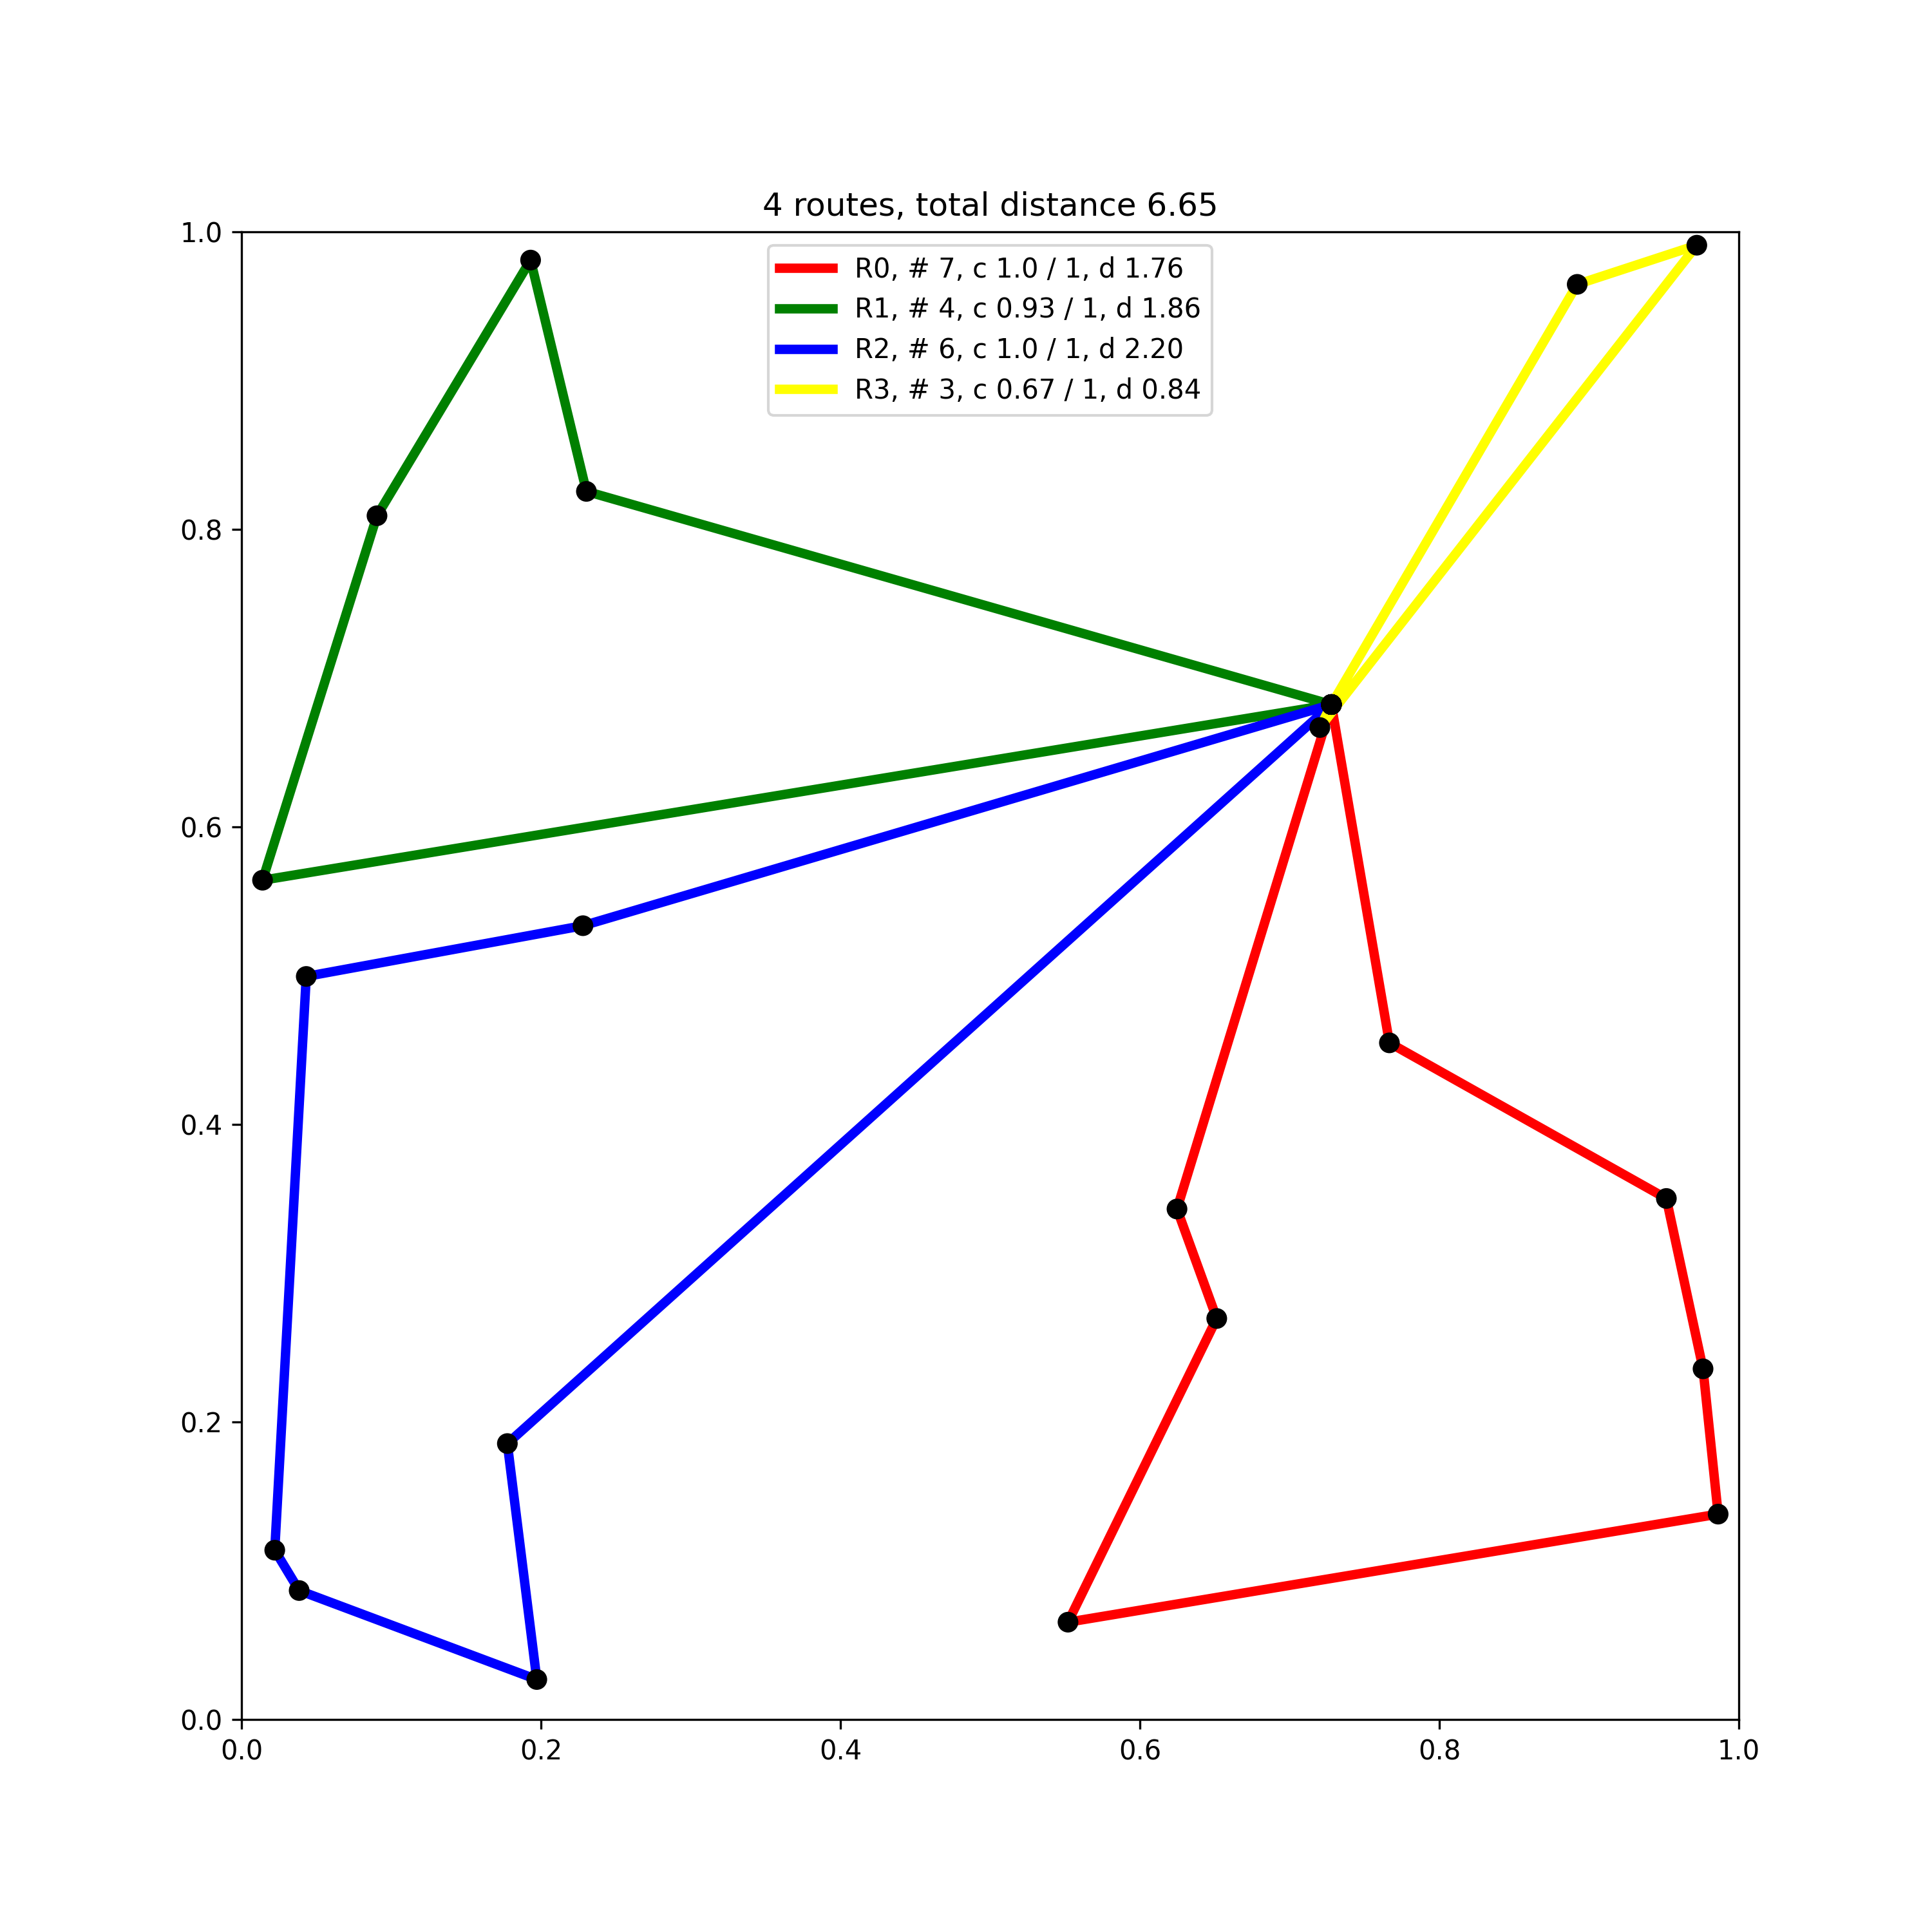 4 routes, total distance 6.65
1.0
R0, # 7, c 1.0 / 1, d 1.76
R1, # 4, c 0.93 / 1, d 1.86
R2, # 6, c 1.0 / 1, d 2.20
R3, # 3, c 0.67 / 1, d 0.84
0.8
0.6
0.4
0.2
0.0
0.0 0.2 0.4 0.6 0.8 1.0